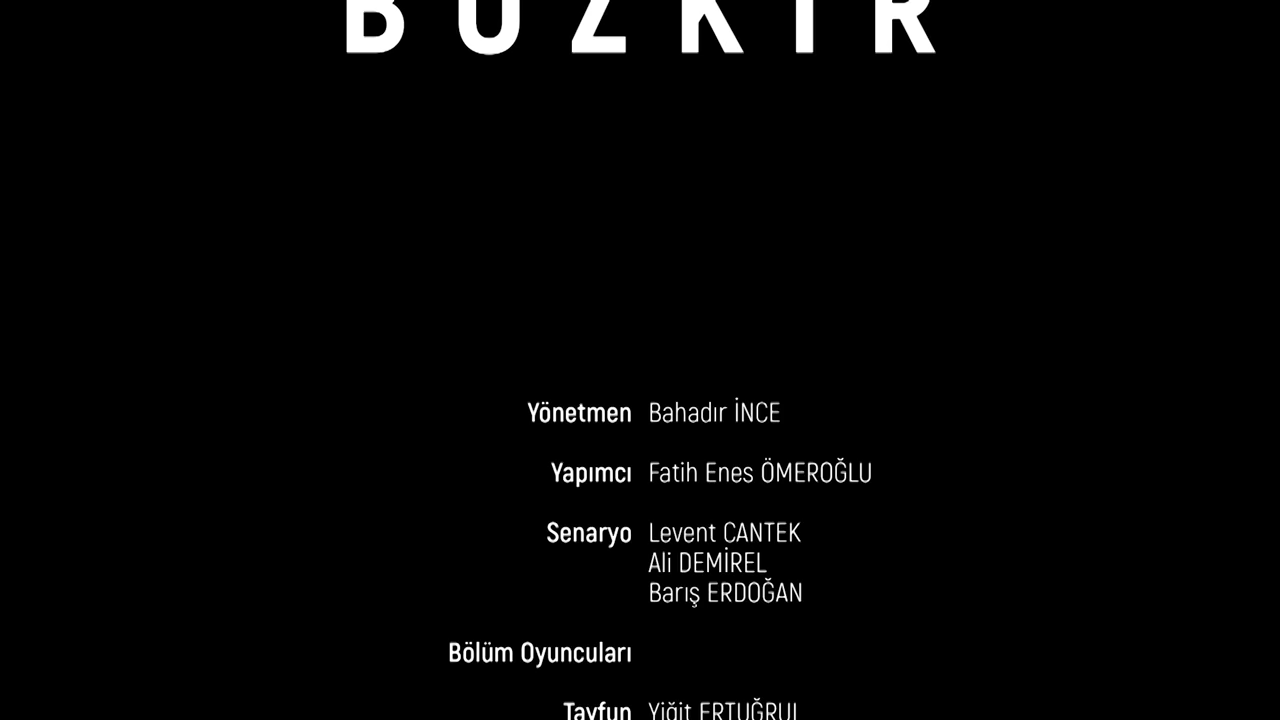 BOZKIR
Yönetmen Bahadır İNCE
Yapımcı Fatih Enes ÖMEROĞLU
Senaryo Levent CANTEK
Ali DEMİREL
Barış ERDOĞAN
Bölüm Oyuncuları
Tayfun Yiğit ERTUĞRUL